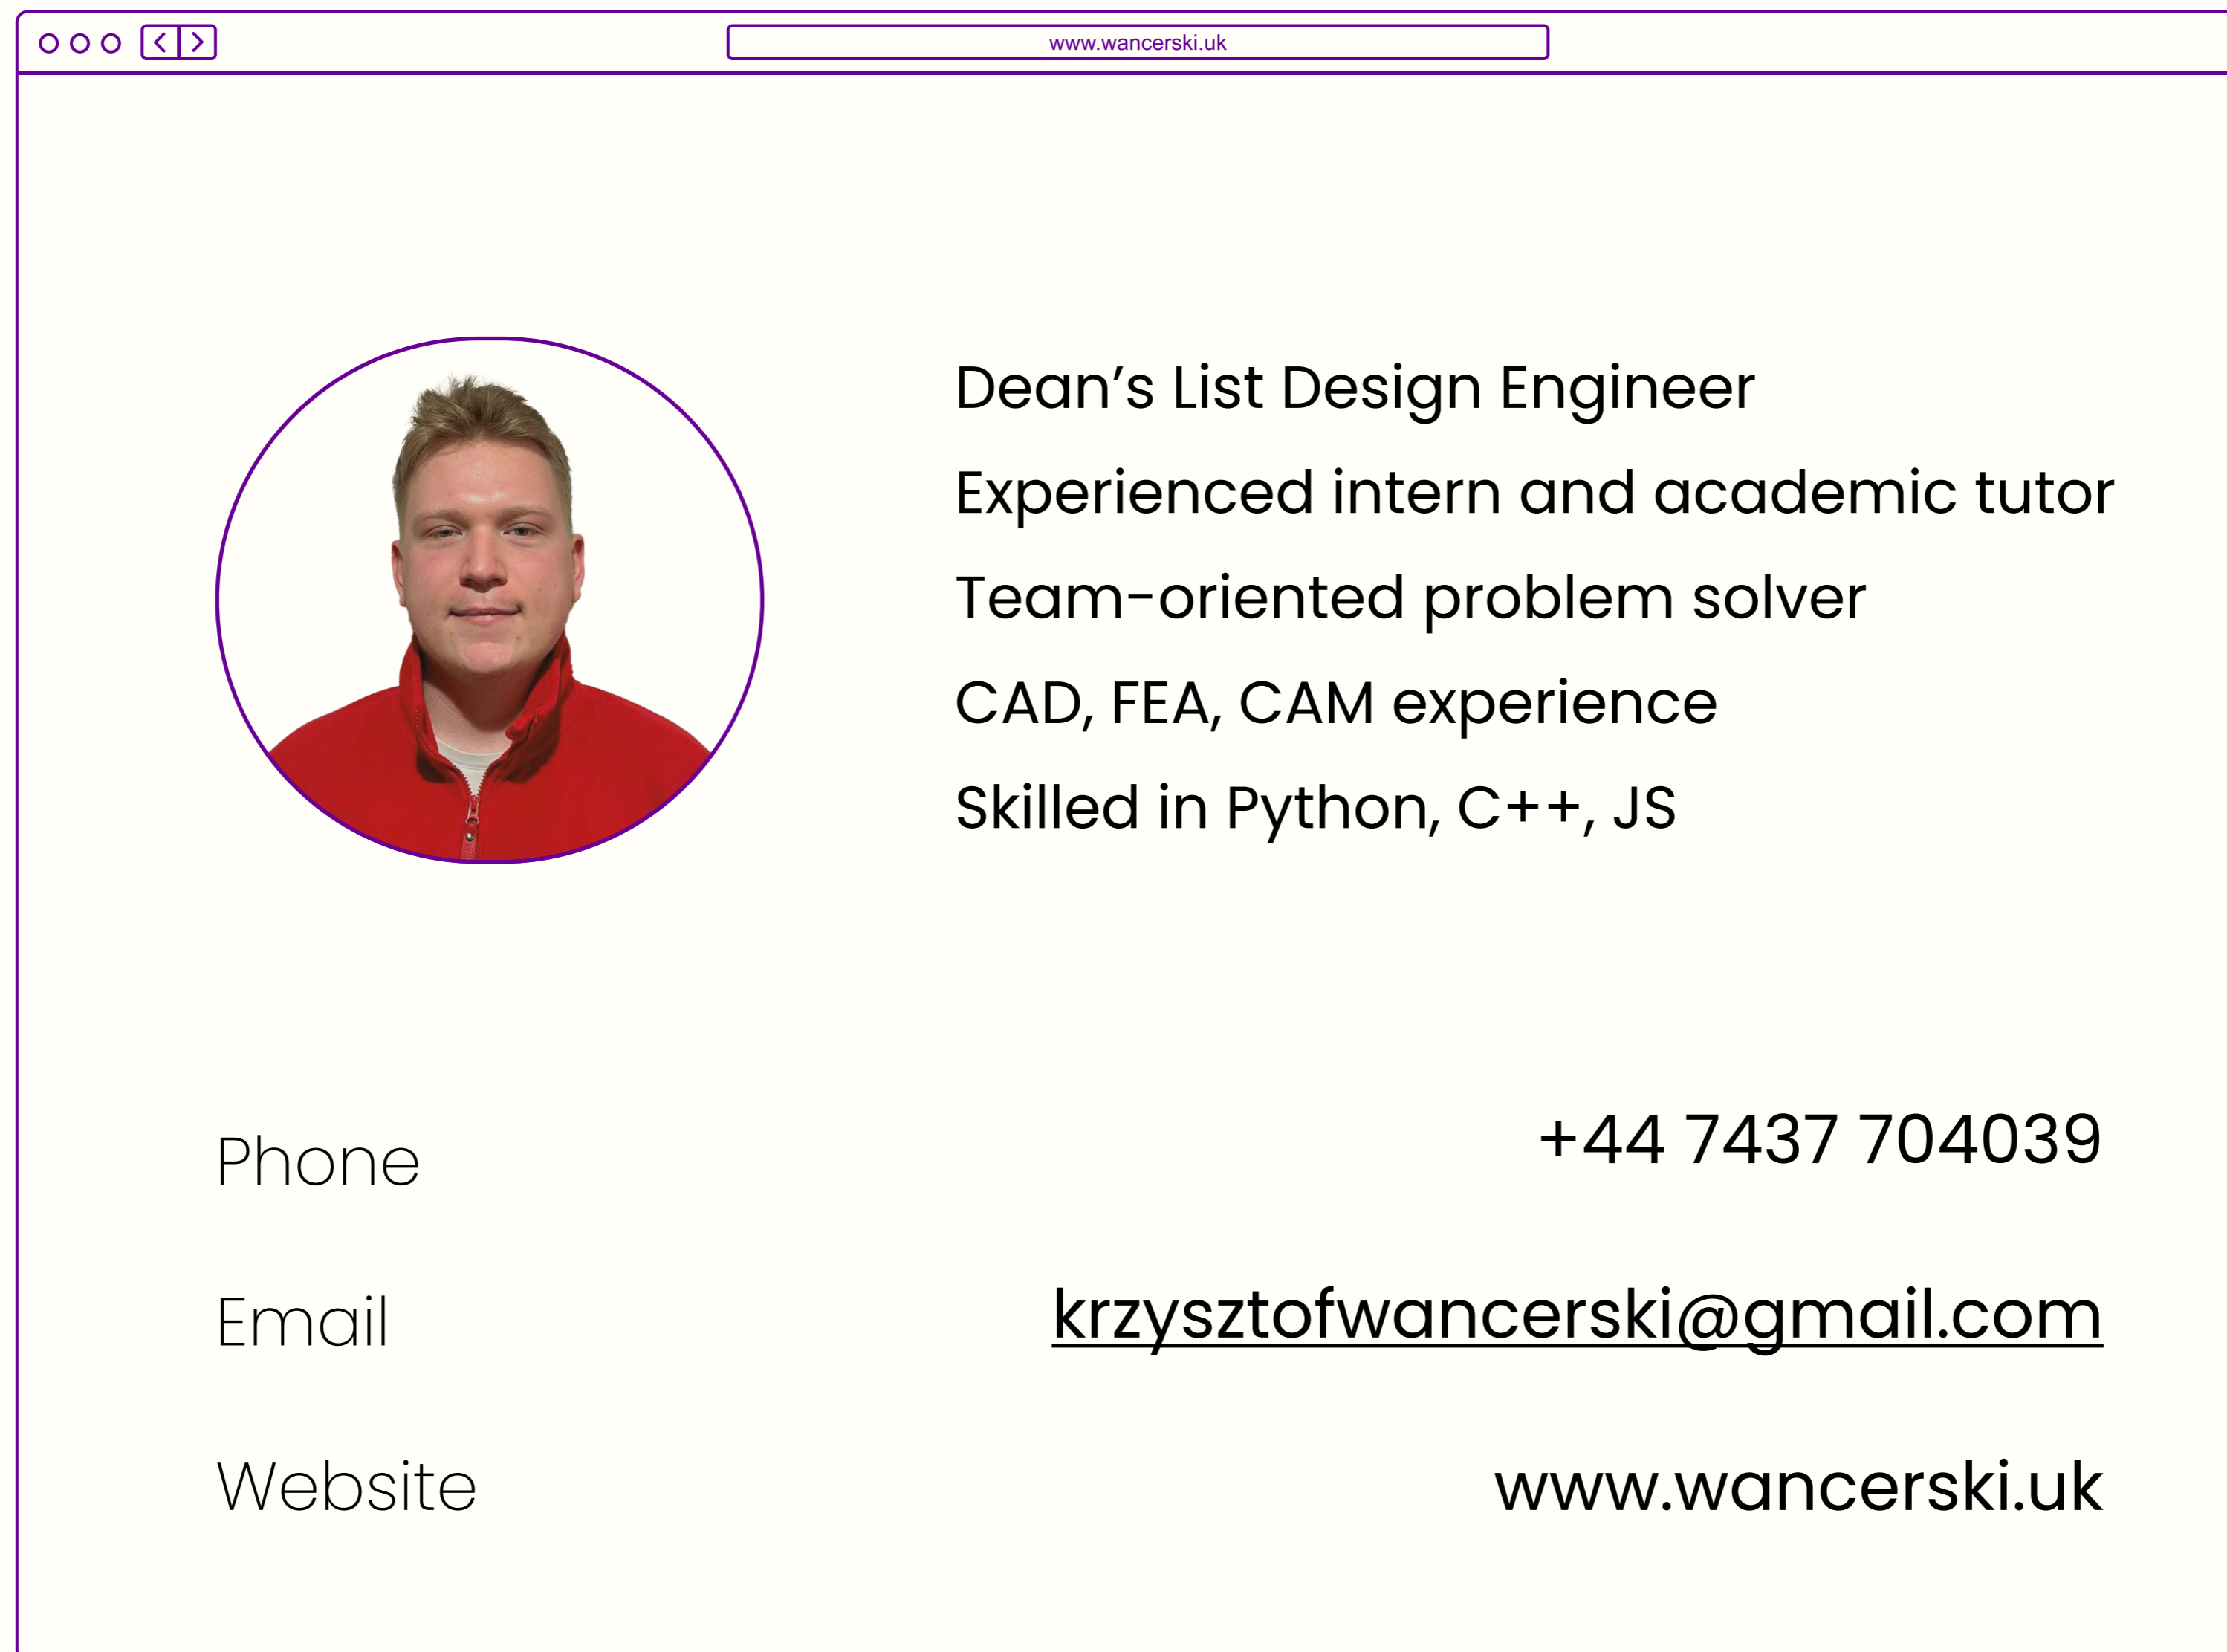 www.wancerski.uk
Dean’s List Design Engineer
Experienced intern and academic tutor
Team-oriented problem solver
CAD, FEA, CAM experience
Skilled in Python, C++, JS
Phone
+44 7437 704039
Email
krzysztofwancerski@gmail.com
Website
www.wancerski.uk